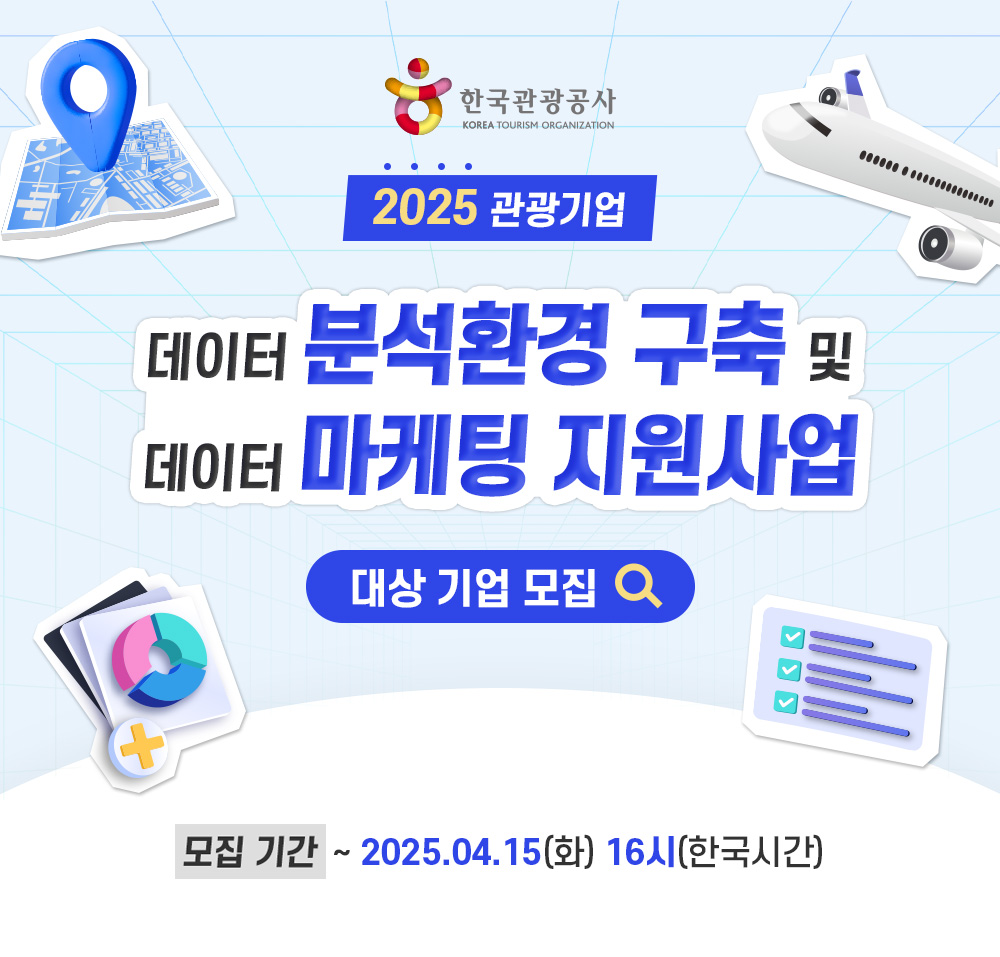 한국관광공사
KOREA TOURISM ORGANIZATION
2025 관광기업
데이터 분석환경 구축 및
데이터 마케팅 지원사업
대상 기업 모집
모집 기간 ~ 2025.04.15(화) 16시(한국시간)